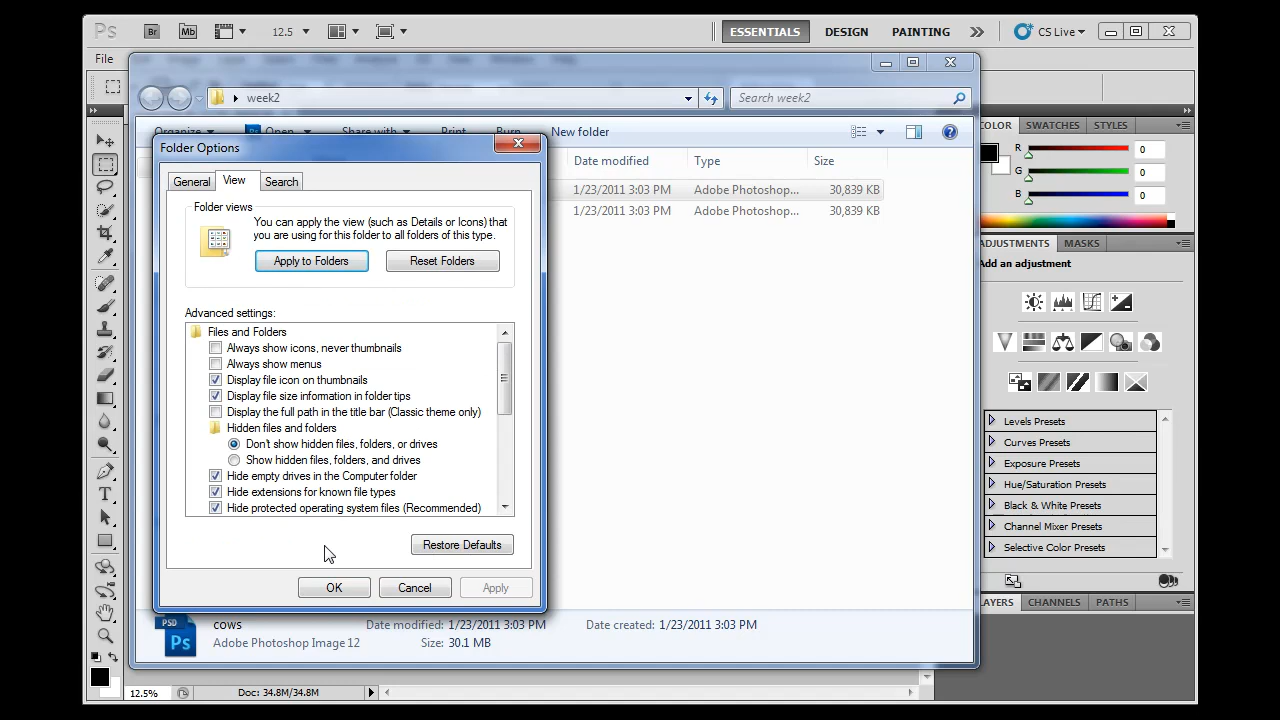 Ps
Br
Mb
12.5
ESSENTIALS
DESIGN
PAINTING
CS Live
File
week2
Search week2
Organize
Open
Share with
Print
Burn
New folder
Folder Options
Date modified
Type
Size
1/23/2011 3:03 PM
Adobe Photoshop...
30,839 KB
1/23/2011 3:03 PM
Adobe Photoshop...
30,839 KB
General
View
Search
Folder views
You can apply the view (such as Details or Icons) that
you are using for this folder to all folders of this type.
Apply to Folders
Reset Folders
Advanced settings:
Files and Folders
Always show icons, never thumbnails
Always show menus
Display file icon on thumbnails
Display file size information in folder tips
Display the full path in the title bar (Classic theme only)
Hidden files and folders
Don't show hidden files, folders, or drives
Show hidden files, folders, and drives
Hide empty drives in the Computer folder
Hide extensions for known file types
Hide protected operating system files (Recommended)
Restore Defaults
OK
Cancel
Apply
COLOR
SWATCHES
STYLES
R
0
G
0
B
0
ADJUSTMENTS
MASKS
Add an adjustment
Levels Presets
Curves Presets
Exposure Presets
Hue/Saturation Presets
Black & White Presets
Channel Mixer Presets
Selective Color Presets
LAYERS
CHANNELS
PATHS
PSD
Ps
cows
Date modified: 1/23/2011 3:03 PM
Date created: 1/23/2011 3:03 PM
Adobe Photoshop Image 12
Size: 30.1 MB
12.5%
Doc: 34.8M/34.8M